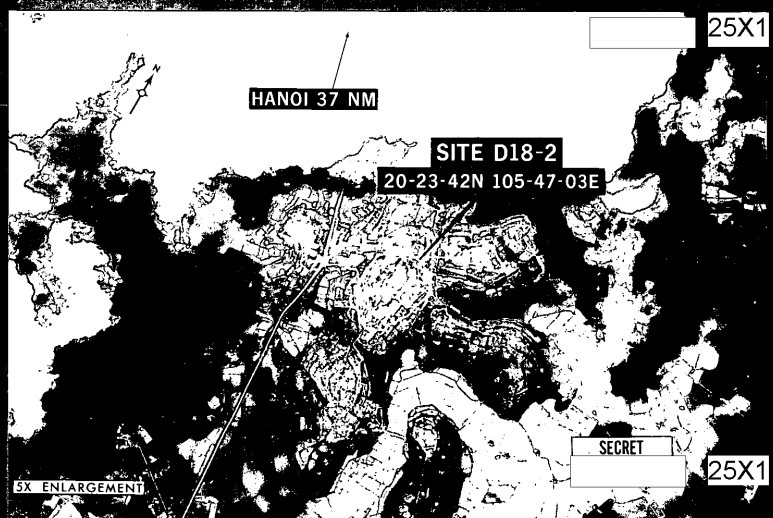 25X1
N
HANOI 37 NM
SITE D18-2
20-23-42N 105-47-03E
SECRET
25X1
5X ENLARGEMENT